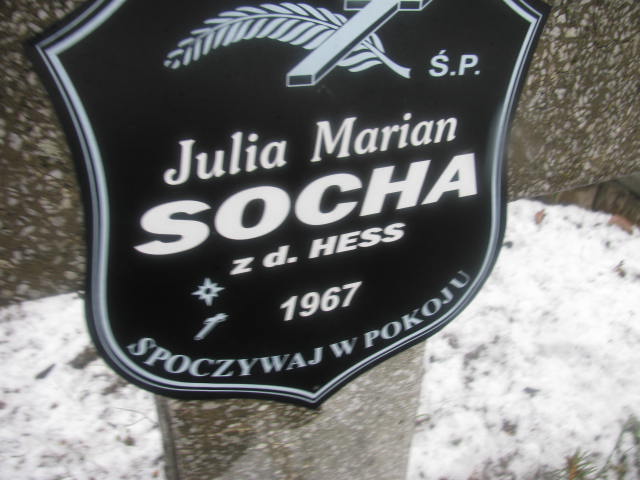 Ś.P.
Julia Marian
SOCHA
z d. HESS
1967
SPOCZYWAJ W POKOJU